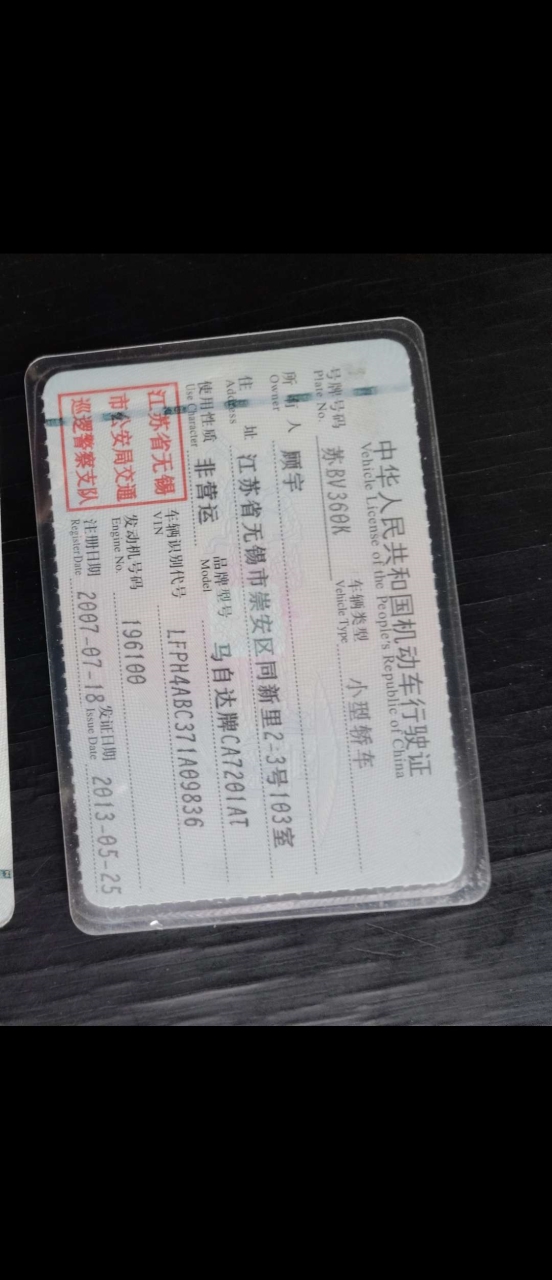 中华人民共和国机动车行驶证
Vehicle License of the People's Republic of China
号牌号码 苏BV360K 车辆类型 小型轿车
Plate No. Vehicle Type
所有人 顾宇
Owner
住址 江苏省无锡市崇安区同新里2-3号103室
Address
使用性质 非营运 品牌型号 马自达牌CA7201AT
Use Character Model
江苏省无锡
市公安局交通
巡逻警察支队
车辆识别代号 LFPH4ABC371A09836
VIN
发动机号码 196100
Engine No.
注册日期 2007-07-18 发证日期 2013-05-25
Register Date Issue Date